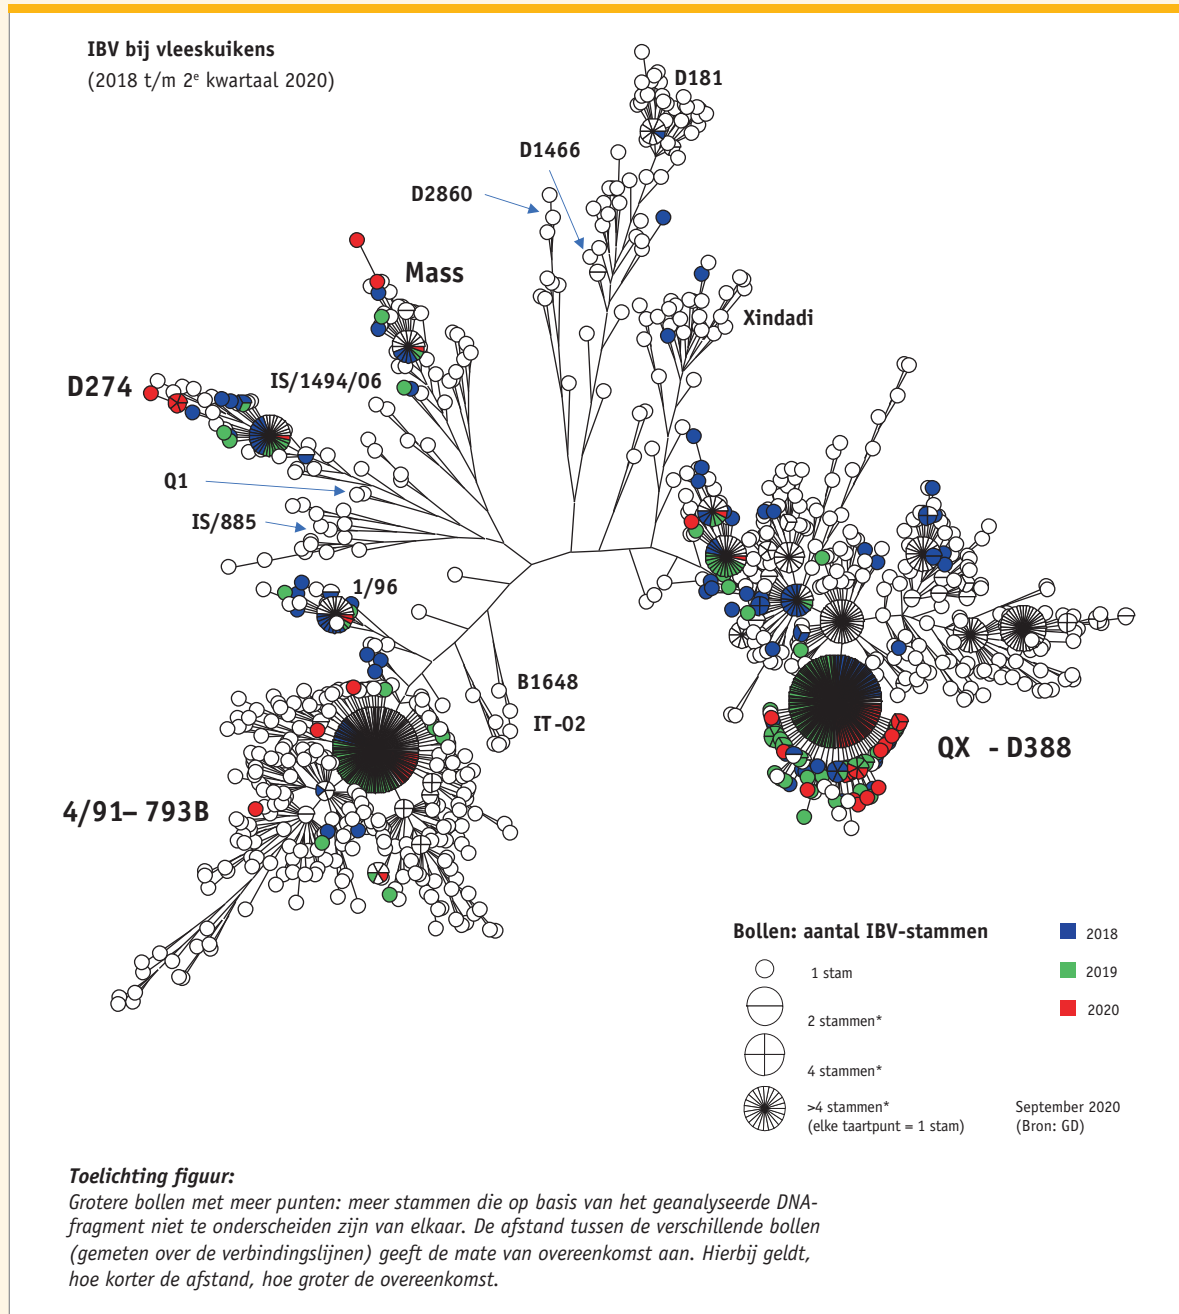 IBV bij vleeskuikens
(2018 t/m 2e kwartaal 2020)
D181
D1466
D2860
Mass
Xindadi
D274
IS/1494/06
Q1
IS/885
1/96
B1648
IT-02
QX - D388
4/91– 793B
Bollen: aantal IBV-stammen
1 stam
2 stammen*
4 stammen*
>4 stammen*
(elke taartpunt = 1 stam)
2018
2019
2020
September 2020
(Bron: GD)
Toelichting figuur:
Grotere bollen met meer punten: meer stammen die op basis van het geanalyseerde DNA-
fragment niet te onderscheiden zijn van elkaar. De afstand tussen de verschillende bollen
(gemeten over de verbindingslijnen) geeft de mate van overeenkomst aan. Hierbij geldt,
hoe korter de afstand, hoe groter de overeenkomst.